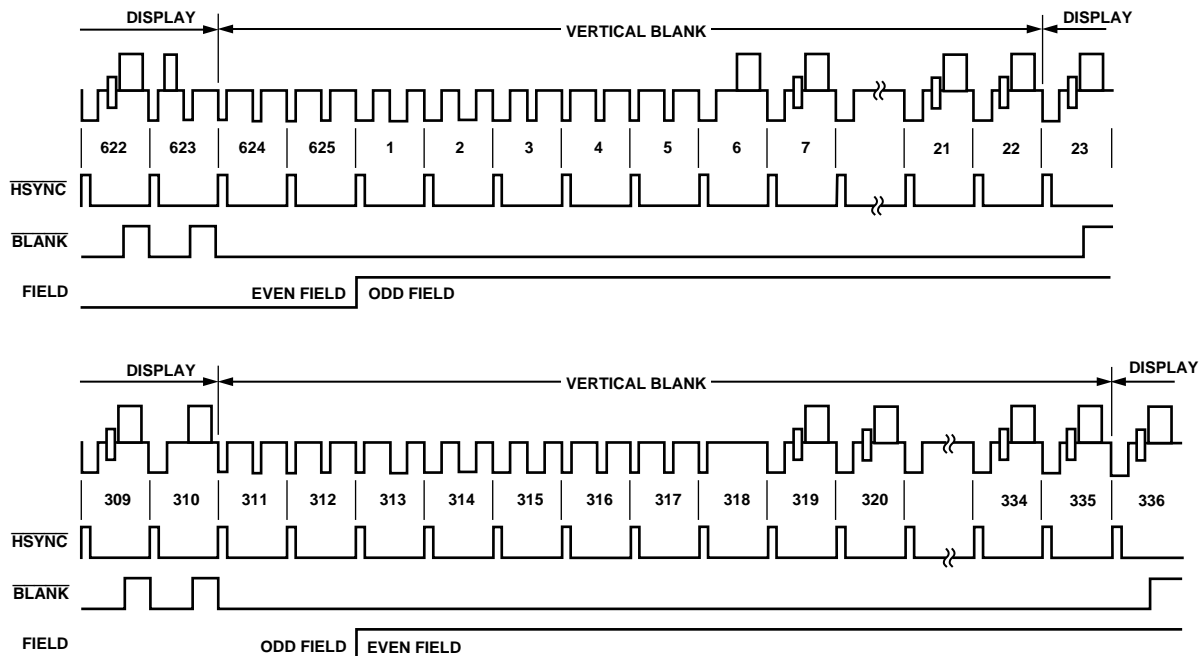 DISPLAY VERTICAL BLANK DISPLAY
622 623 624 625 1 2 3 4 5 6 7 21 22 23
HSYNC
BLANK
FIELD EVEN FIELD ODD FIELD
DISPLAY VERTICAL BLANK DISPLAY
309 310 311 312 313 314 315 316 317 318 319 320 334 335 336
HSYNC
BLANK
FIELD ODD FIELD EVEN FIELD